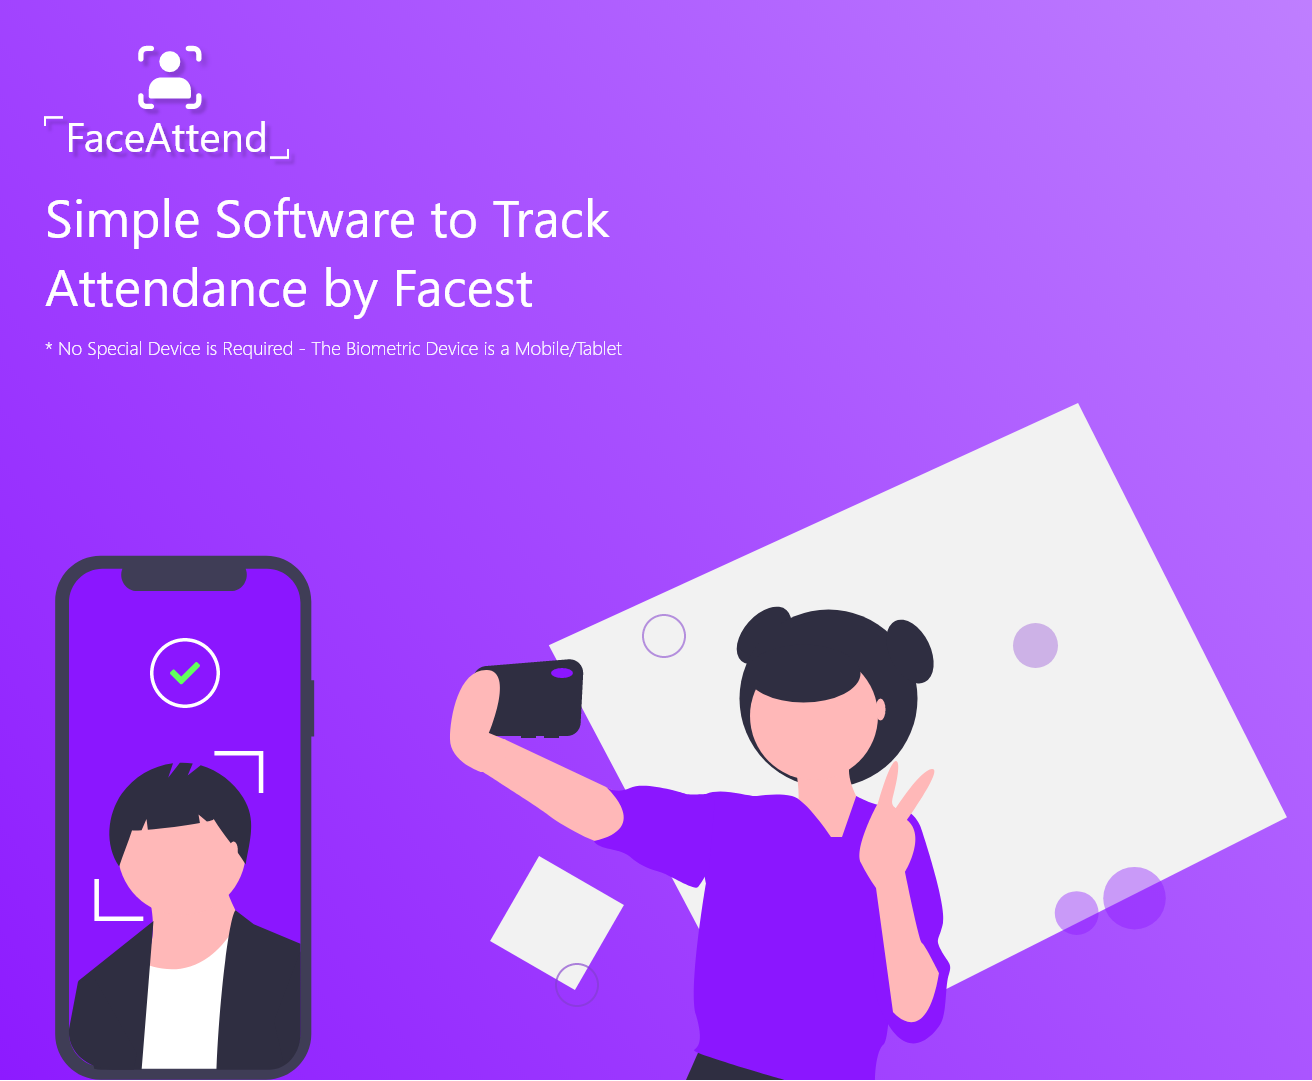 FaceAttend
Simple Software to Track
Attendance by Facest
* No Special Device is Required - The Biometric Device is a Mobile/Tablet